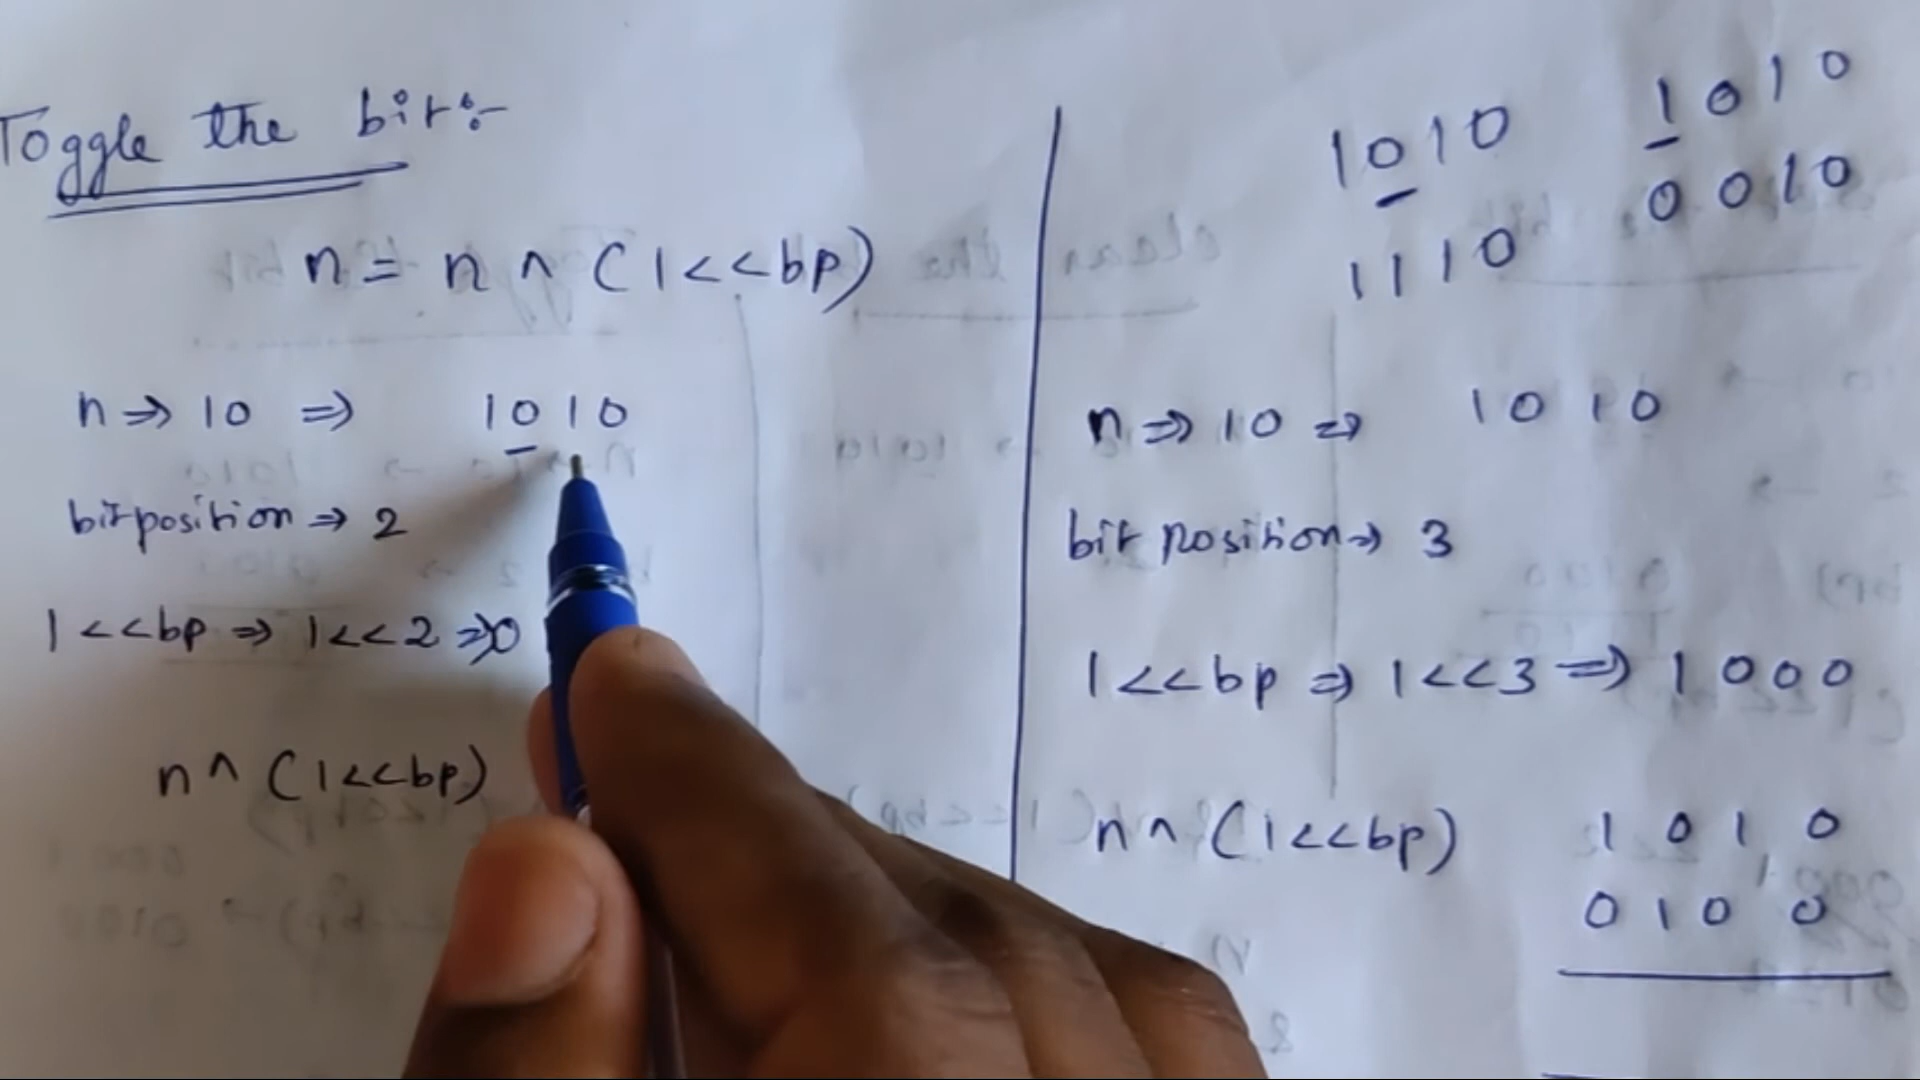 Toggle the bit:-
n = n ^ (1<<bp)
n => 10 => 1010
bitposition => 2
1<<bp => 1<<2 => 0
n ^ (1<<bp)
1010 1010
1110 0010
n => 10 => 1010
bit position => 3
1<<bp => 1<<3 => 1000
n ^ (1<<bp) 1010
0100